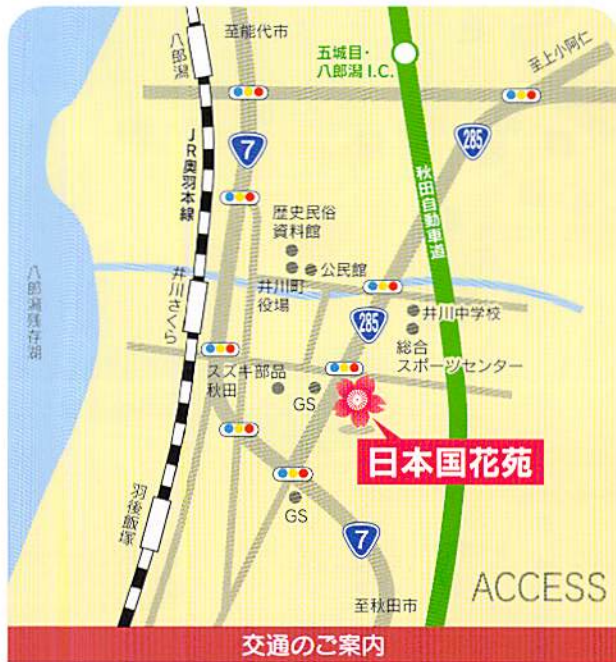 至能代市
八郎潟
五城目・
八郎潟 I.C.
至上小阿仁
7
285
JR奥羽本線
秋田自動車道
歴史民俗
資料館
公民館
井川町
役場
八郎潟残存湖
井川さくら
285
井川中学校
総合
スポーツセンター
スズキ部品
秋田
GS
日本国花苑
GS
羽後飯塚
7
至秋田市
ACCESS
交通のご案内